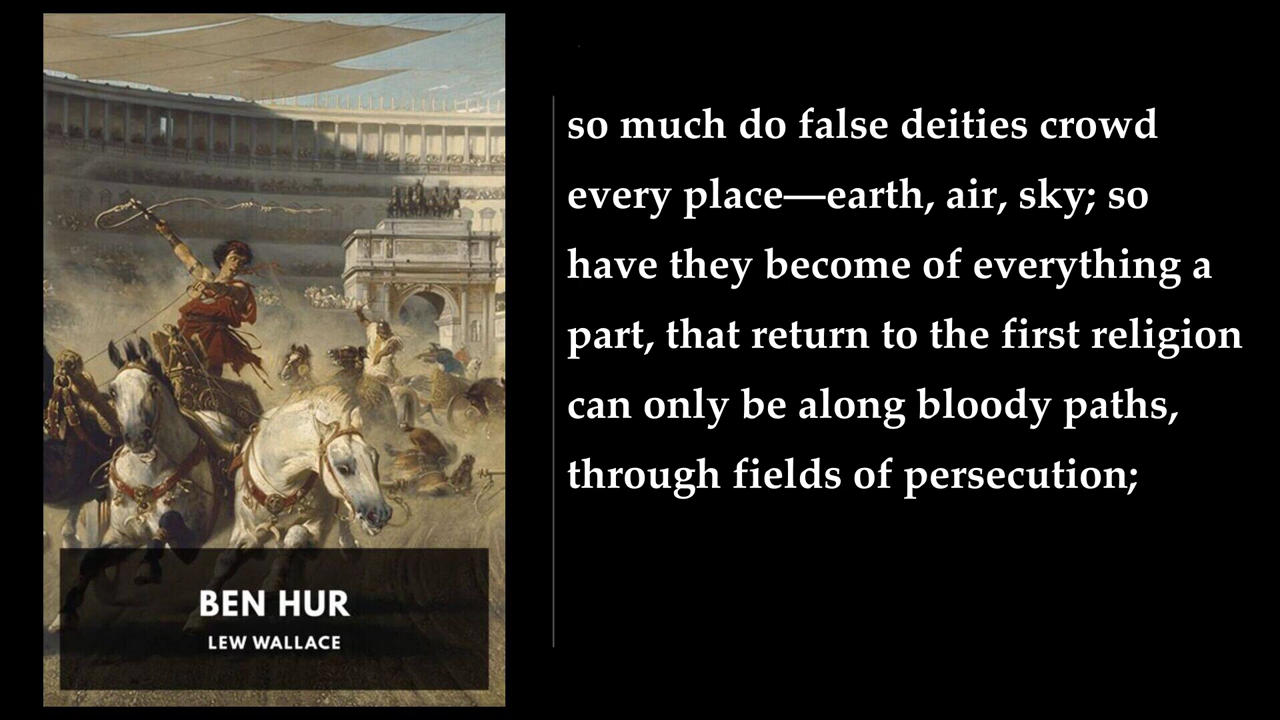 BEN HUR
LEW WALLACE
so much do false deities crowd
every place—earth, air, sky; so
have they become of everything a
part, that return to the first religion
can only be along bloody paths,
through fields of persecution;